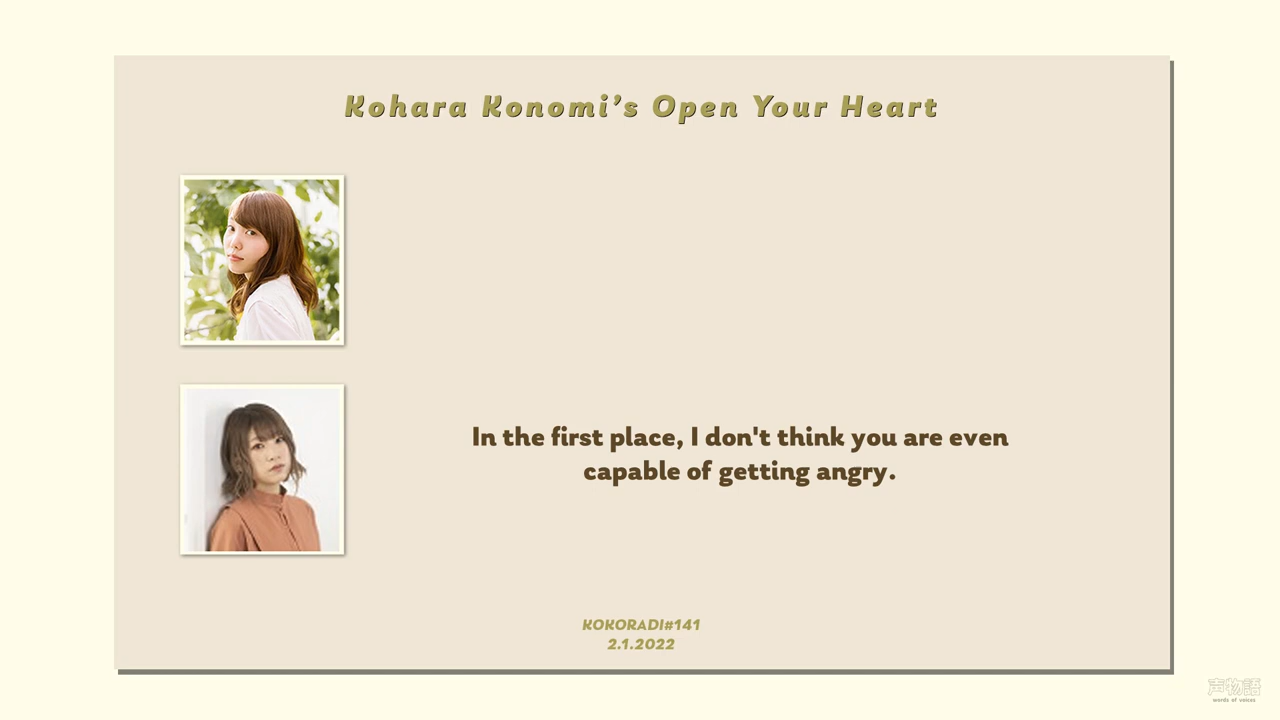 Kohara Konomi's Open Your Heart
In the first place, I don't think you are even
capable of getting angry.
KOKORADI#141
2.1.2022
声物語
words of voices